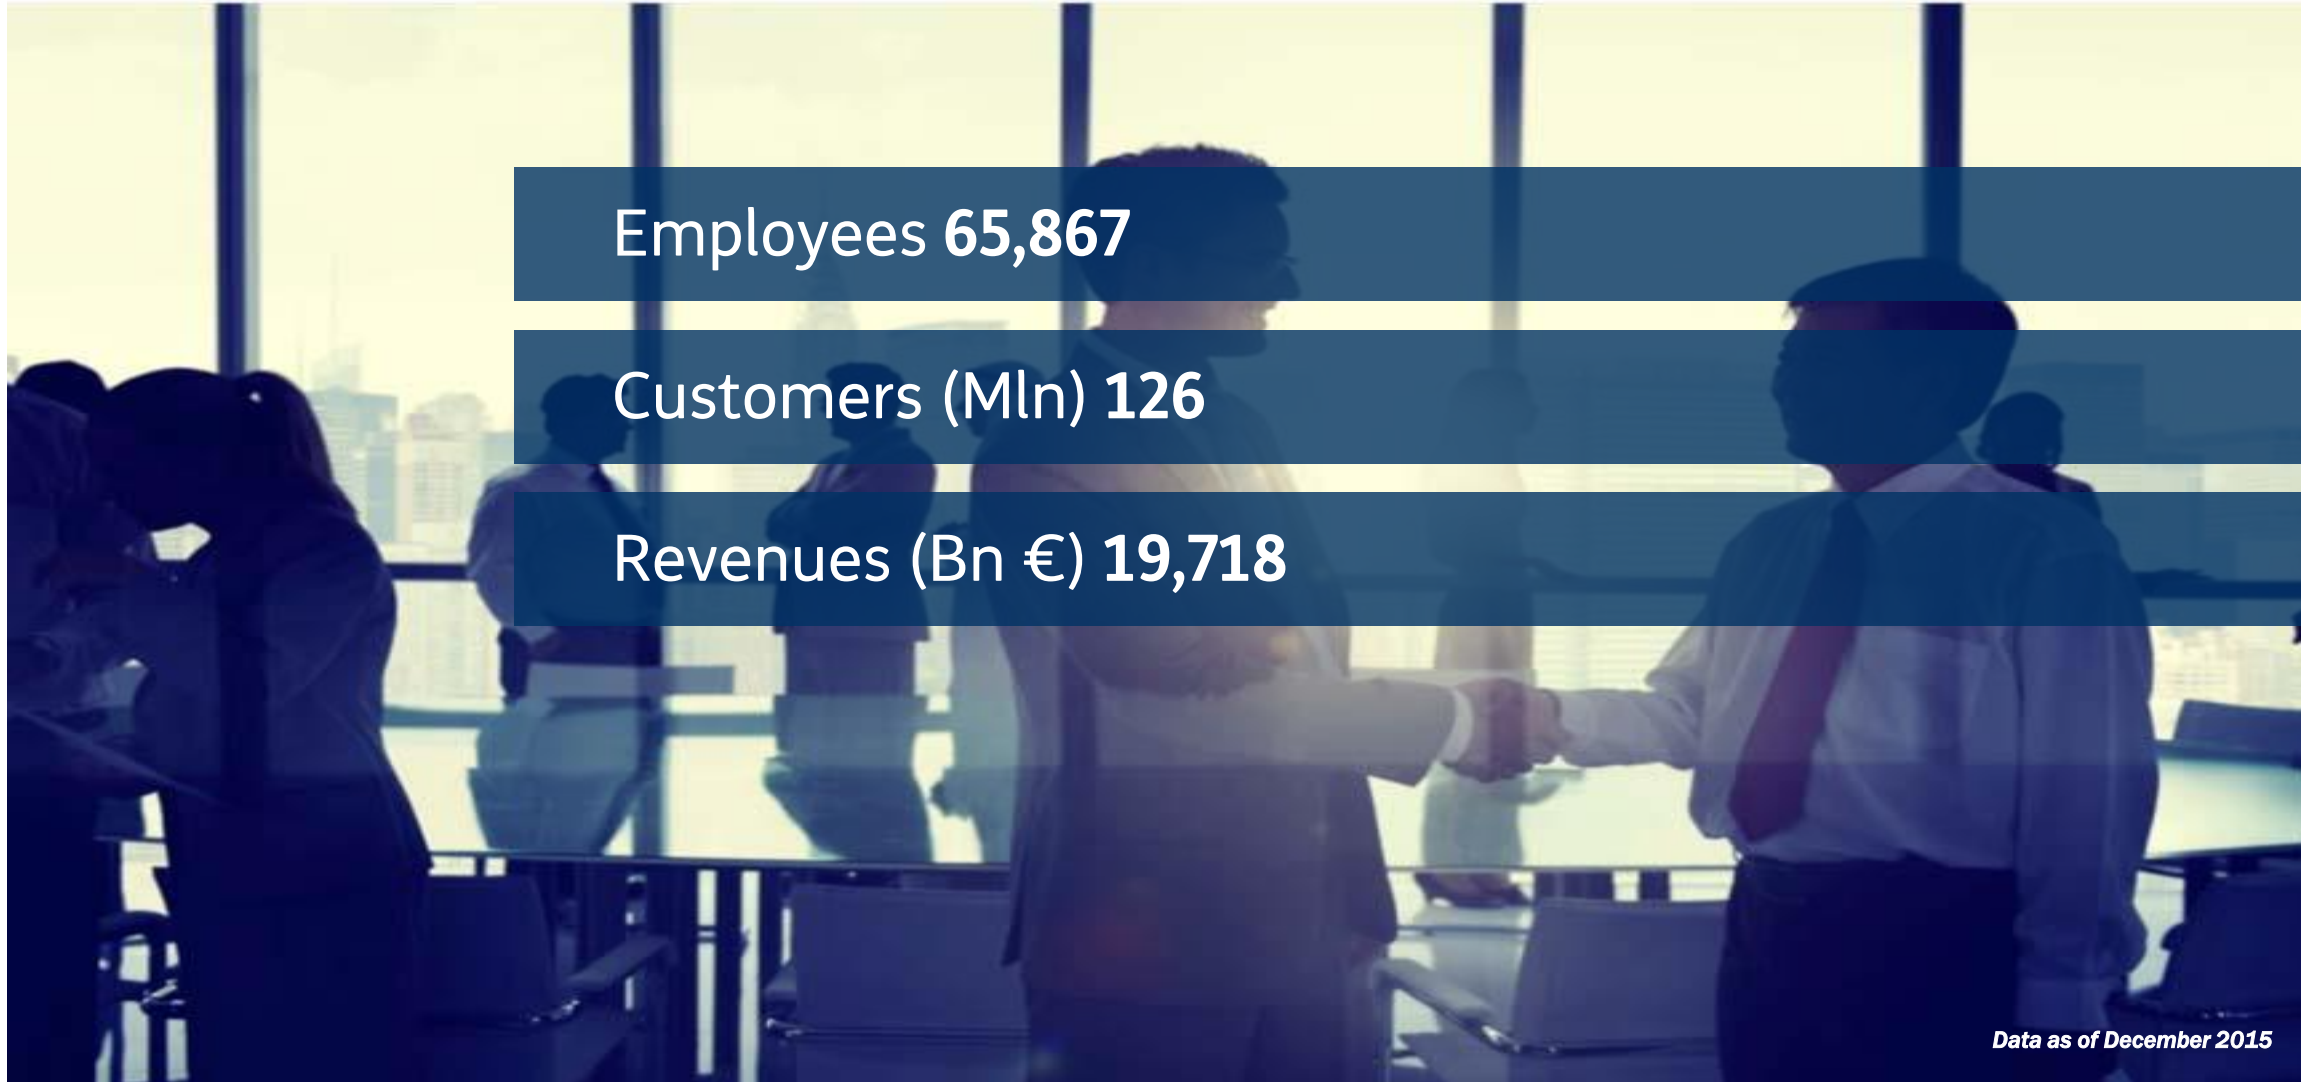 Employees 65,867
Customers (Mln) 126
Revenues (Bn €) 19,718
Data as of December 2015